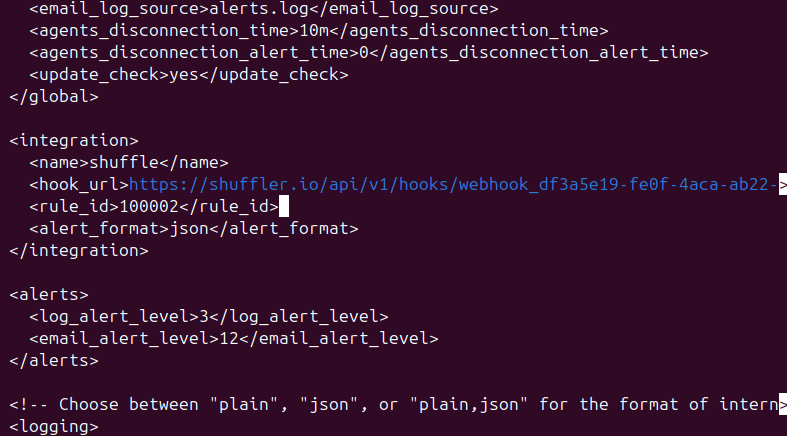 <email_log_source>alerts.log</email_log_source>
<agents_disconnection_time>10m</agents_disconnection_time>
<agents_disconnection_alert_time>0</agents_disconnection_alert_time>
<update_check>yes</update_check>
</global>
<integration>
<name>shuffle</name>
<hook_url>https://shuffler.io/api/v1/hooks/webhook_df3a5e19-fe0f-4aca-ab22->
<rule_id>100002</rule_id>
<alert_format>json</alert_format>
</integration>
<alerts>
<log_alert_level>3</log_alert_level>
<email_alert_level>12</email_alert_level>
</alerts>
<!-- Choose between "plain", "json", or "plain,json" for the format of intern>
<logging>